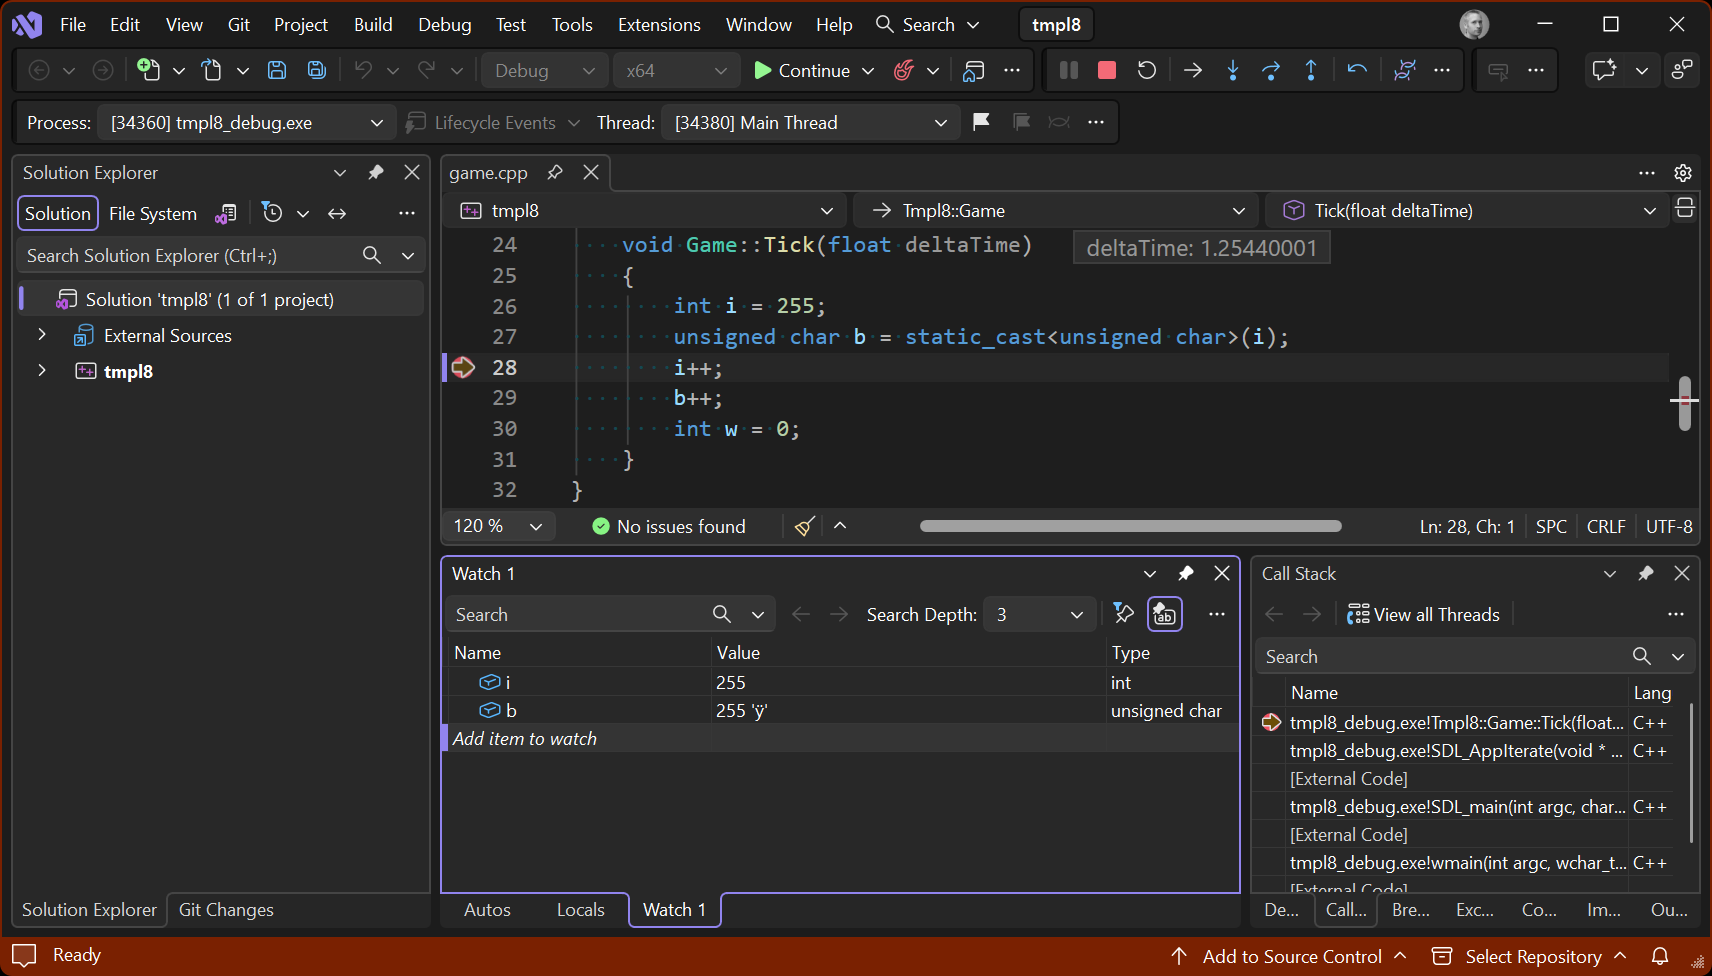 File Edit View Git Project Build Debug Test Tools Extensions Window Help Search tmpl8
Debug x64 Continue
Process: [34360] tmpl8_debug.exe Lifecycle Events Thread: [34380] Main Thread
Solution Explorer
Solution File System
Search Solution Explorer (Ctrl+;)
Solution 'tmpl8' (1 of 1 project)
External Sources
tmpl8
Solution Explorer Git Changes
game.cpp
tmpl8 Tmpl8::Game Tick(float deltaTime)
24 void Game::Tick(float deltaTime) deltaTime: 1.25440001
25 {
26 int i = 255;
27 unsigned char b = static_cast<unsigned char>(i);
28 i++;
29 b++;
30 int w = 0;
31 }
32 }
120 % No issues found Ln: 28, Ch: 1 SPC CRLF UTF-8
Watch 1
Search Search Depth: 3
Name Value Type
i 255 int
b 255 'ÿ' unsigned char
Add item to watch
Autos Locals Watch 1
Call Stack
View all Threads
Search
Name Lang
tmpl8_debug.exe!Tmpl8::Game::Tick(float... C++
tmpl8_debug.exe!SDL_AppIterate(void * ... C++
[External Code]
tmpl8_debug.exe!SDL_main(int argc, char... C++
[External Code]
tmpl8_debug.exe!wmain(int argc, wchar_t... C++
[External Code]
De... Call... Bre... Exc... Co... Im... Ou...
Ready Add to Source Control Select Repository